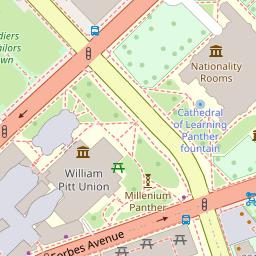 diers
ailors
wn
Nationality
Rooms
Cathedral
of Learning
Panther
fountain
William
Pitt Union
Millenium
Panther
Forbes Avenue